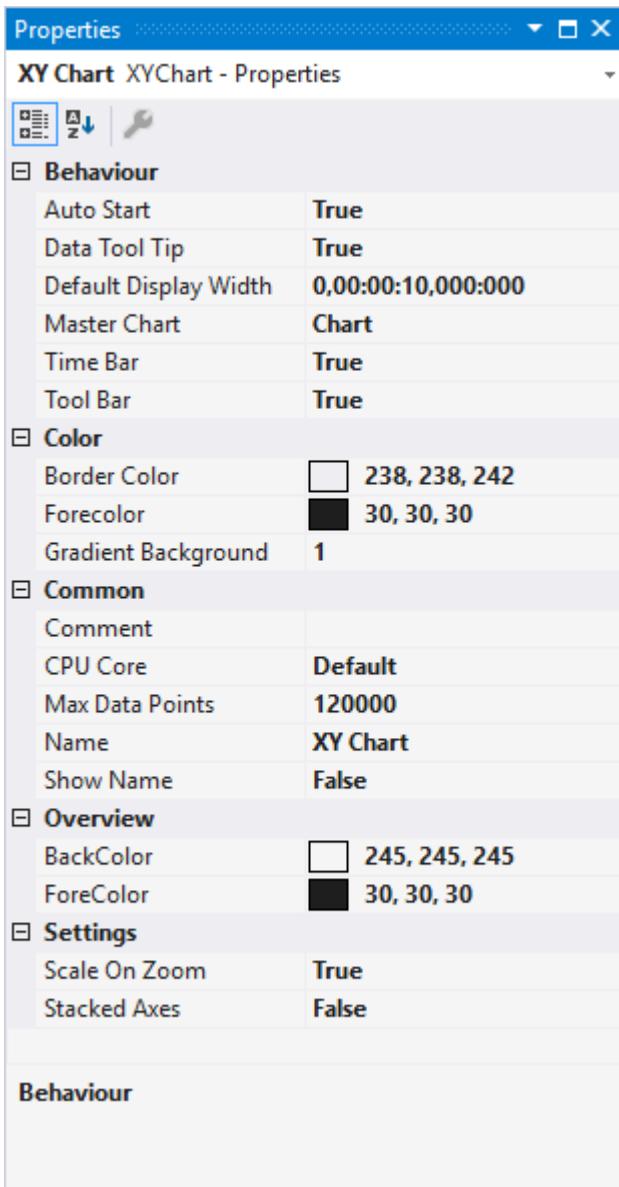 Properties
XY Chart XYChart - Properties
Behaviour
Auto Start True
Data Tool Tip True
Default Display Width 0,00:00:10,000:000
Master Chart Chart
Time Bar True
Tool Bar True
Color
Border Color 238, 238, 242
Forecolor 30, 30, 30
Gradient Background 1
Common
Comment
CPU Core Default
Max Data Points 120000
Name XY Chart
Show Name False
Overview
BackColor 245, 245, 245
ForeColor 30, 30, 30
Settings
Scale On Zoom True
Stacked Axes False
Behaviour